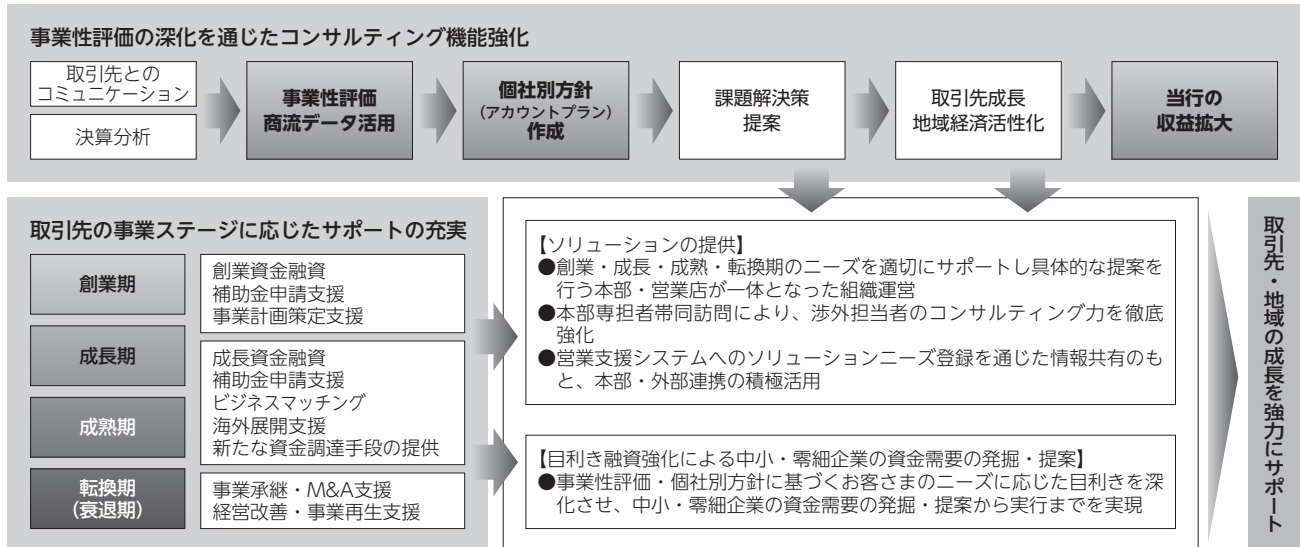 事業性評価の深化を通じたコンサルティング機能強化
取引先との
コミュニケーション
決算分析
事業性評価
商流データ活用
個社別方針
(アカウントプラン)
作成
課題解決策
提案
取引先成長
地域経済活性化
当行の
収益拡大
取引先の事業ステージに応じたサポートの充実
創業期
創業資金融資
補助金申請支援
事業計画策定支援
成長期
成熟期
成長資金融資
補助金申請支援
ビジネスマッチング
海外展開支援
新たな資金調達手段の提供
転換期
(衰退期)
事業承継・M&A支援
経営改善・事業再生支援
【ソリューションの提供】
●創業・成長・成熟・転換期のニーズを適切にサポートし具体的な提案を
行う本部・営業店が一体となった組織運営
●本部専担者帯同訪問により、渉外担当者のコンサルティング力を徹底
強化
●営業支援システムへのソリューションニーズ登録を通じた情報共有のも
と、本部・外部連携の積極活用
【目利き融資強化による中小・零細企業の資金需要の発掘・提案】
●事業性評価・個社別方針に基づくお客さまのニーズに応じた目利きを深
化させ、中小・零細企業の資金需要の発掘・提案から実行までを実現
取引先・地域の成長を強力にサポート